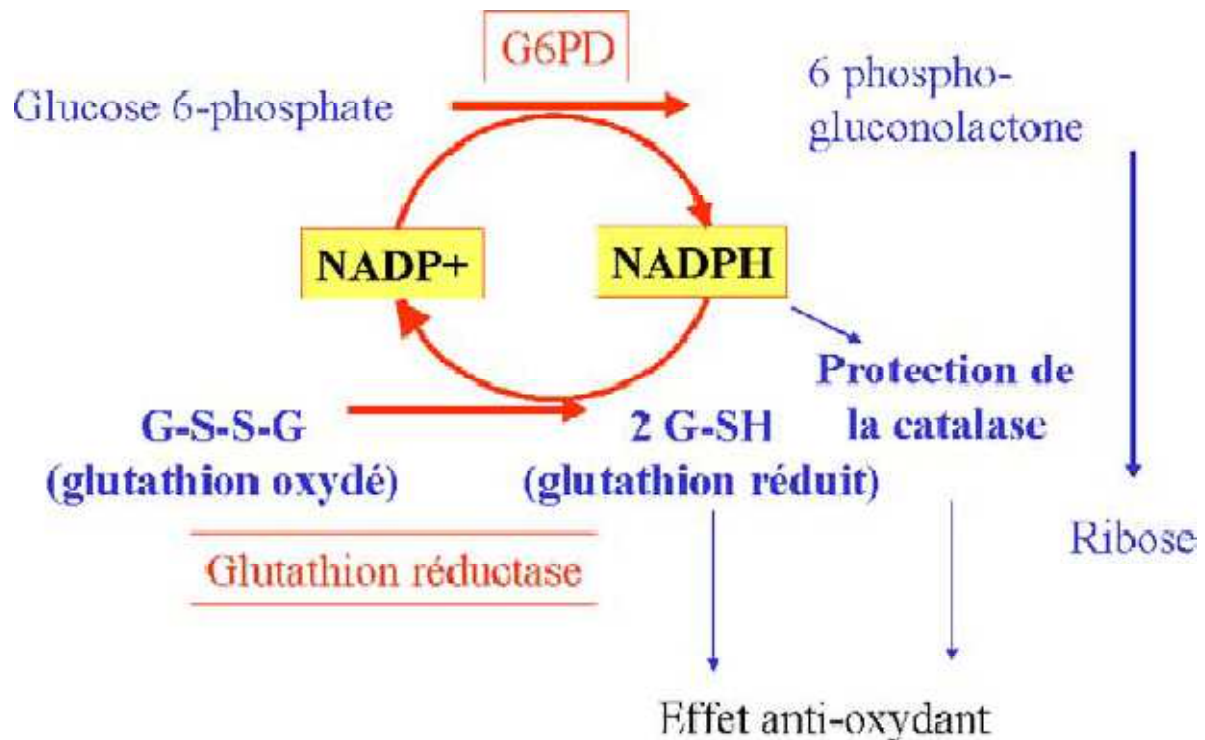 G6PD
Glucose 6-phosphate
6 phospho-
gluconolactone
NADP+
NADPH
Protection de
la catalase
G-S-S-G
(glutathion oxydé)
2 G-SH
(glutathion réduit)
Ribose
Glutathion réductase
Effet anti-oxydant